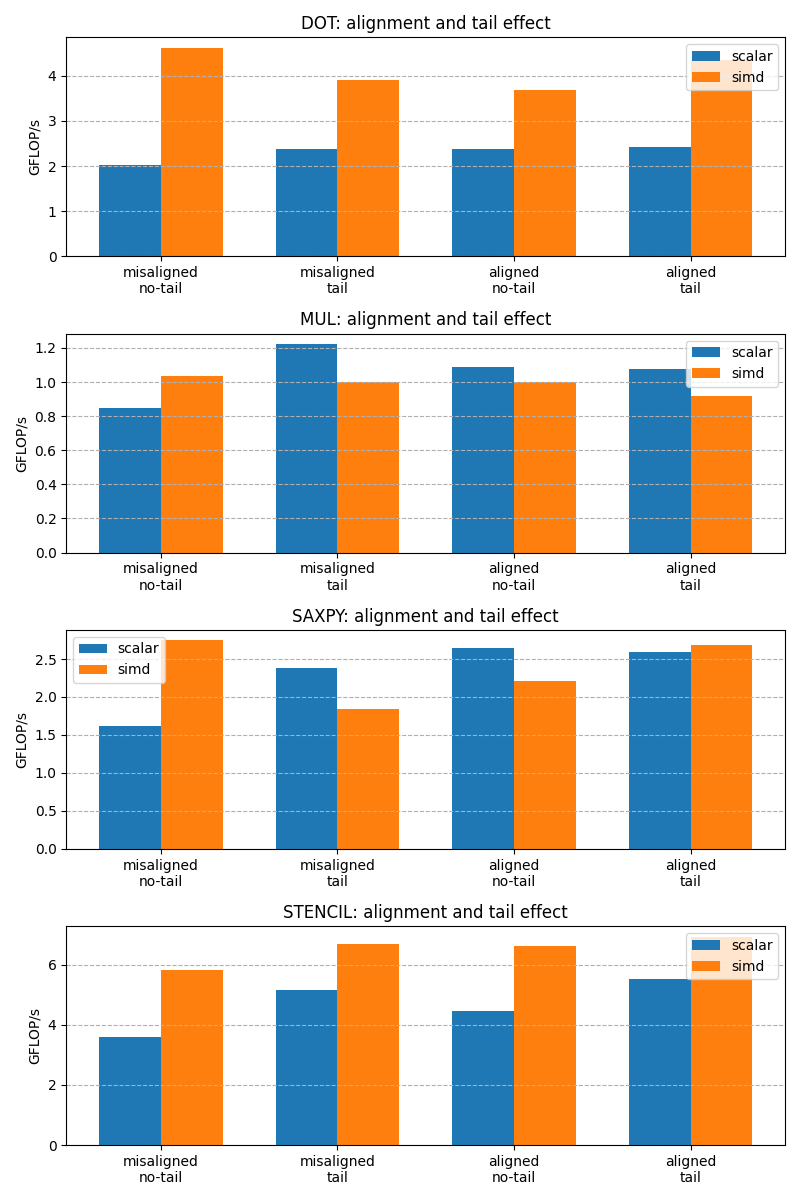 DOT: alignment and tail effect
GFLOP/s
4
3
2
1
0
scalar
simd
misaligned
no-tail
misaligned
tail
aligned
no-tail
aligned
tail
MUL: alignment and tail effect
GFLOP/s
1.2
1.0
0.8
0.6
0.4
0.2
0.0
scalar
simd
misaligned
no-tail
misaligned
tail
aligned
no-tail
aligned
tail
SAXPY: alignment and tail effect
GFLOP/s
2.5
2.0
1.5
1.0
0.5
0.0
scalar
simd
misaligned
no-tail
misaligned
tail
aligned
no-tail
aligned
tail
STENCIL: alignment and tail effect
GFLOP/s
6
4
2
0
scalar
simd
misaligned
no-tail
misaligned
tail
aligned
no-tail
aligned
tail